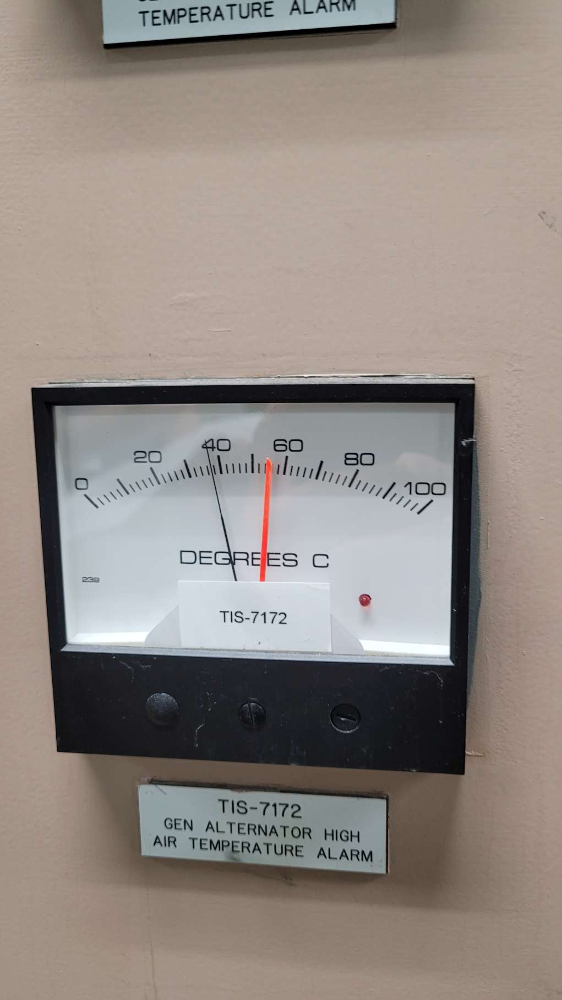 TEMPERATURE ALARM
0 20 40 60 80 100
DEGREES C
239
TIS-7172
TIS-7172
GEN ALTERNATOR HIGH
AIR TEMPERATURE ALARM